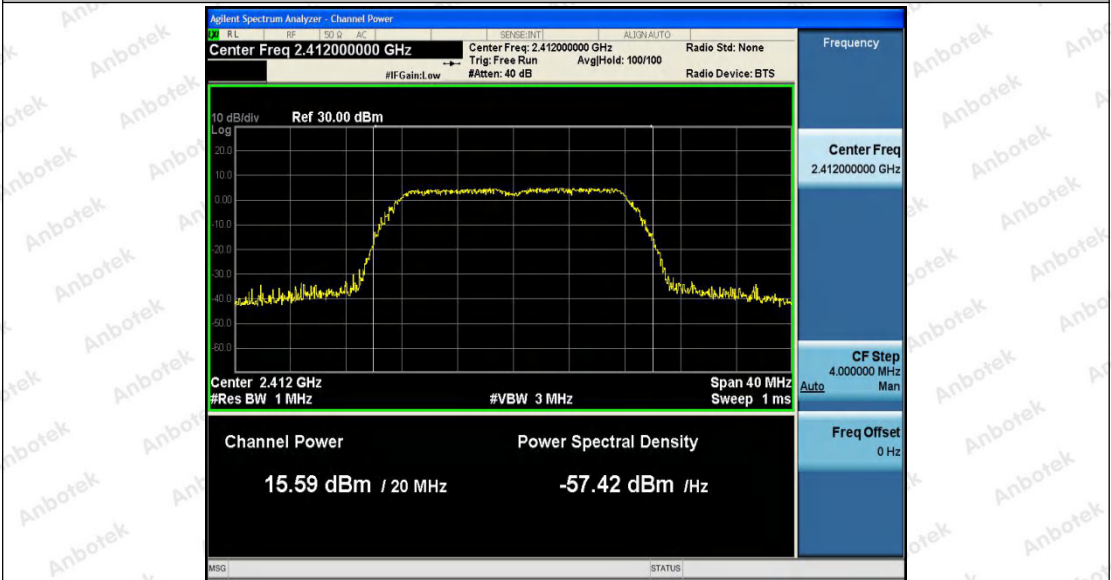 Agilent Spectrum Analyzer - Channel Power
RL RF 50 Ω AC SENSE:INT ALIGN AUTO
Center Freq 2.412000000 GHz
Center Freq: 2.412000000 GHz
Radio Std: None
Trig: Free Run Avg|Hold: 100/100
#IFGain:Low
#Atten: 40 dB
Radio Device: BTS
Frequency
10 dB/div Ref 30.00 dBm
Log
20.0
10.0
0.00
-10.0
-20.0
-30.0
-40.0
-50.0
-60.0
Center 2.412 GHz
Span 40 MHz
#Res BW 1 MHz
#VBW 3 MHz
Sweep 1 ms
Center Freq
2.412000000 GHz
CF Step
4.000000 MHz
Auto Man
Freq Offset
0 Hz
Channel Power
Power Spectral Density
15.59 dBm / 20 MHz
-57.42 dBm /Hz
MSG
STATUS
Anbotek